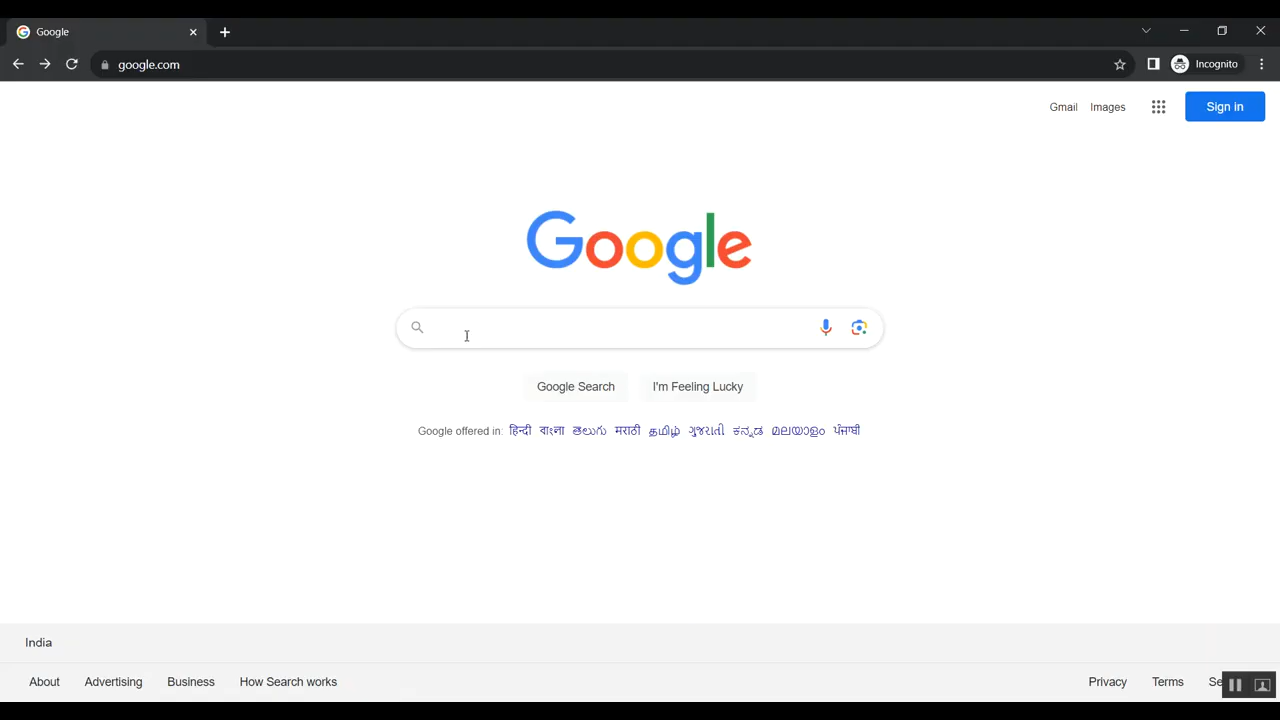 Google
google.com
Incognito
Gmail Images Sign in
Google
Google Search I'm Feeling Lucky
Google offered in: हिन्दी বাংলা తెలుగు मराठी தமிழ் ગુજરાતી ಕನ್ನಡ മലയാളം ਪੰਜਾਬੀ
India
About Advertising Business How Search works Privacy Terms